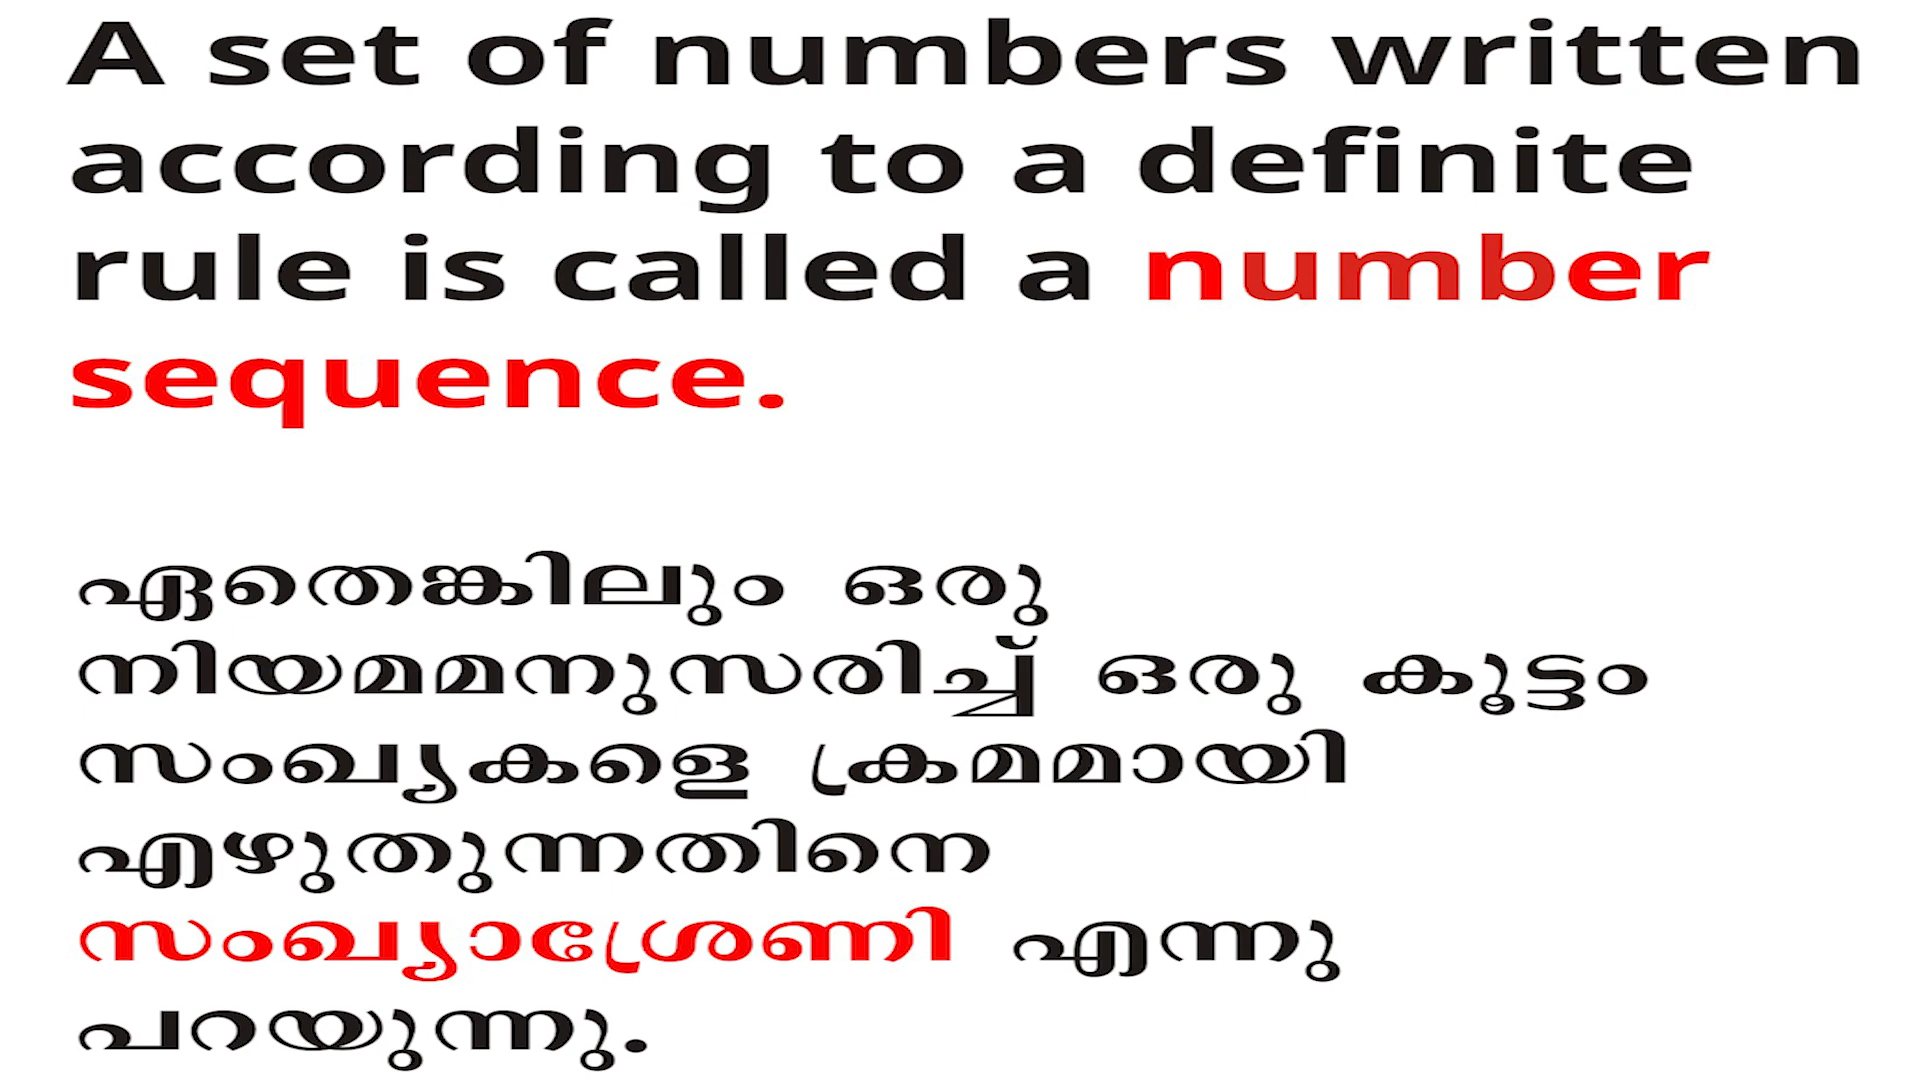 A set of numbers written
according to a definite
rule is called a number
sequence.
ഏതെങ്കിലും ഒരു
നിയമമനുസരിച്ച് ഒരു കൂട്ടം
സംഖ്യകളെ ക്രമമായി
എഴുതുന്നതിനെ
സംഖ്യാശ്രേണി എന്നു
പറയുന്നു.